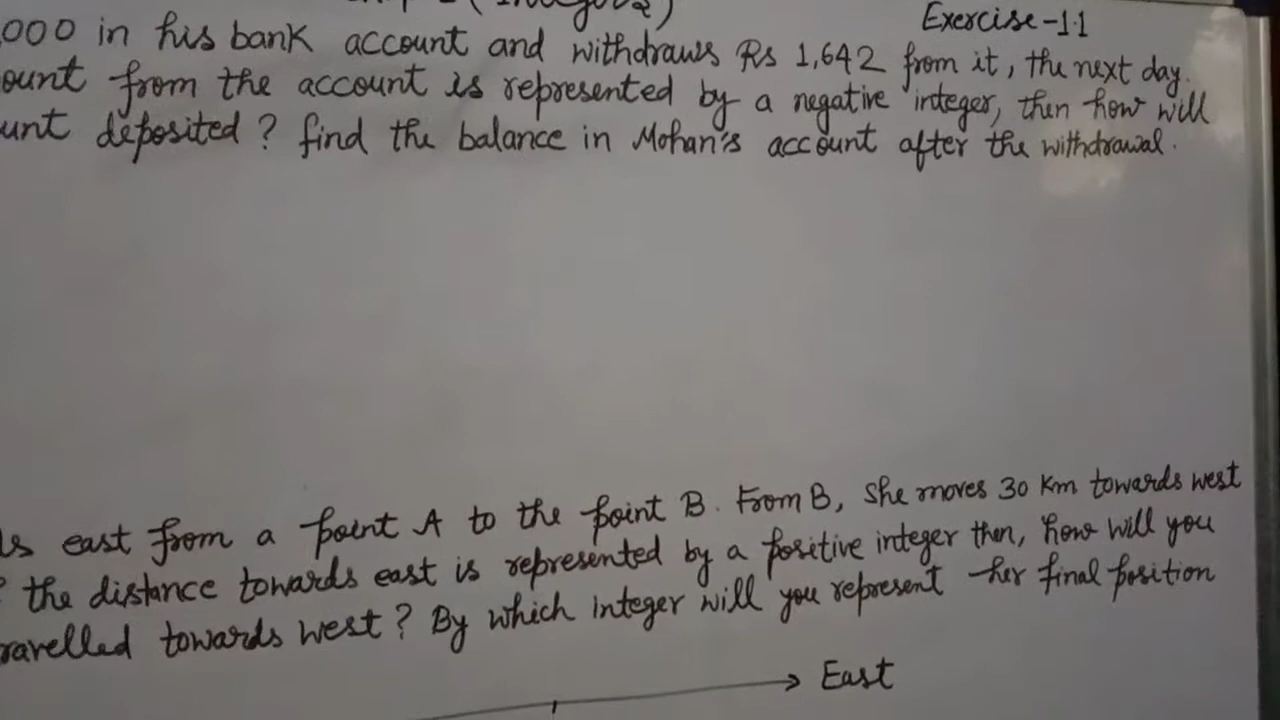 Exercise-1.1
000 in his bank account and withdraws Rs 1,642 from it, the next day.
ount from the account is represented by a negative integer, then how will
unt deposited? find the balance in Mohan's account after the withdrawal.
ds east from a point A to the point B. From B, She moves 30 Km towards west
the distance towards east is represented by a positive integer then, how will you
ravelled towards west? By which integer will you represent her final position
East